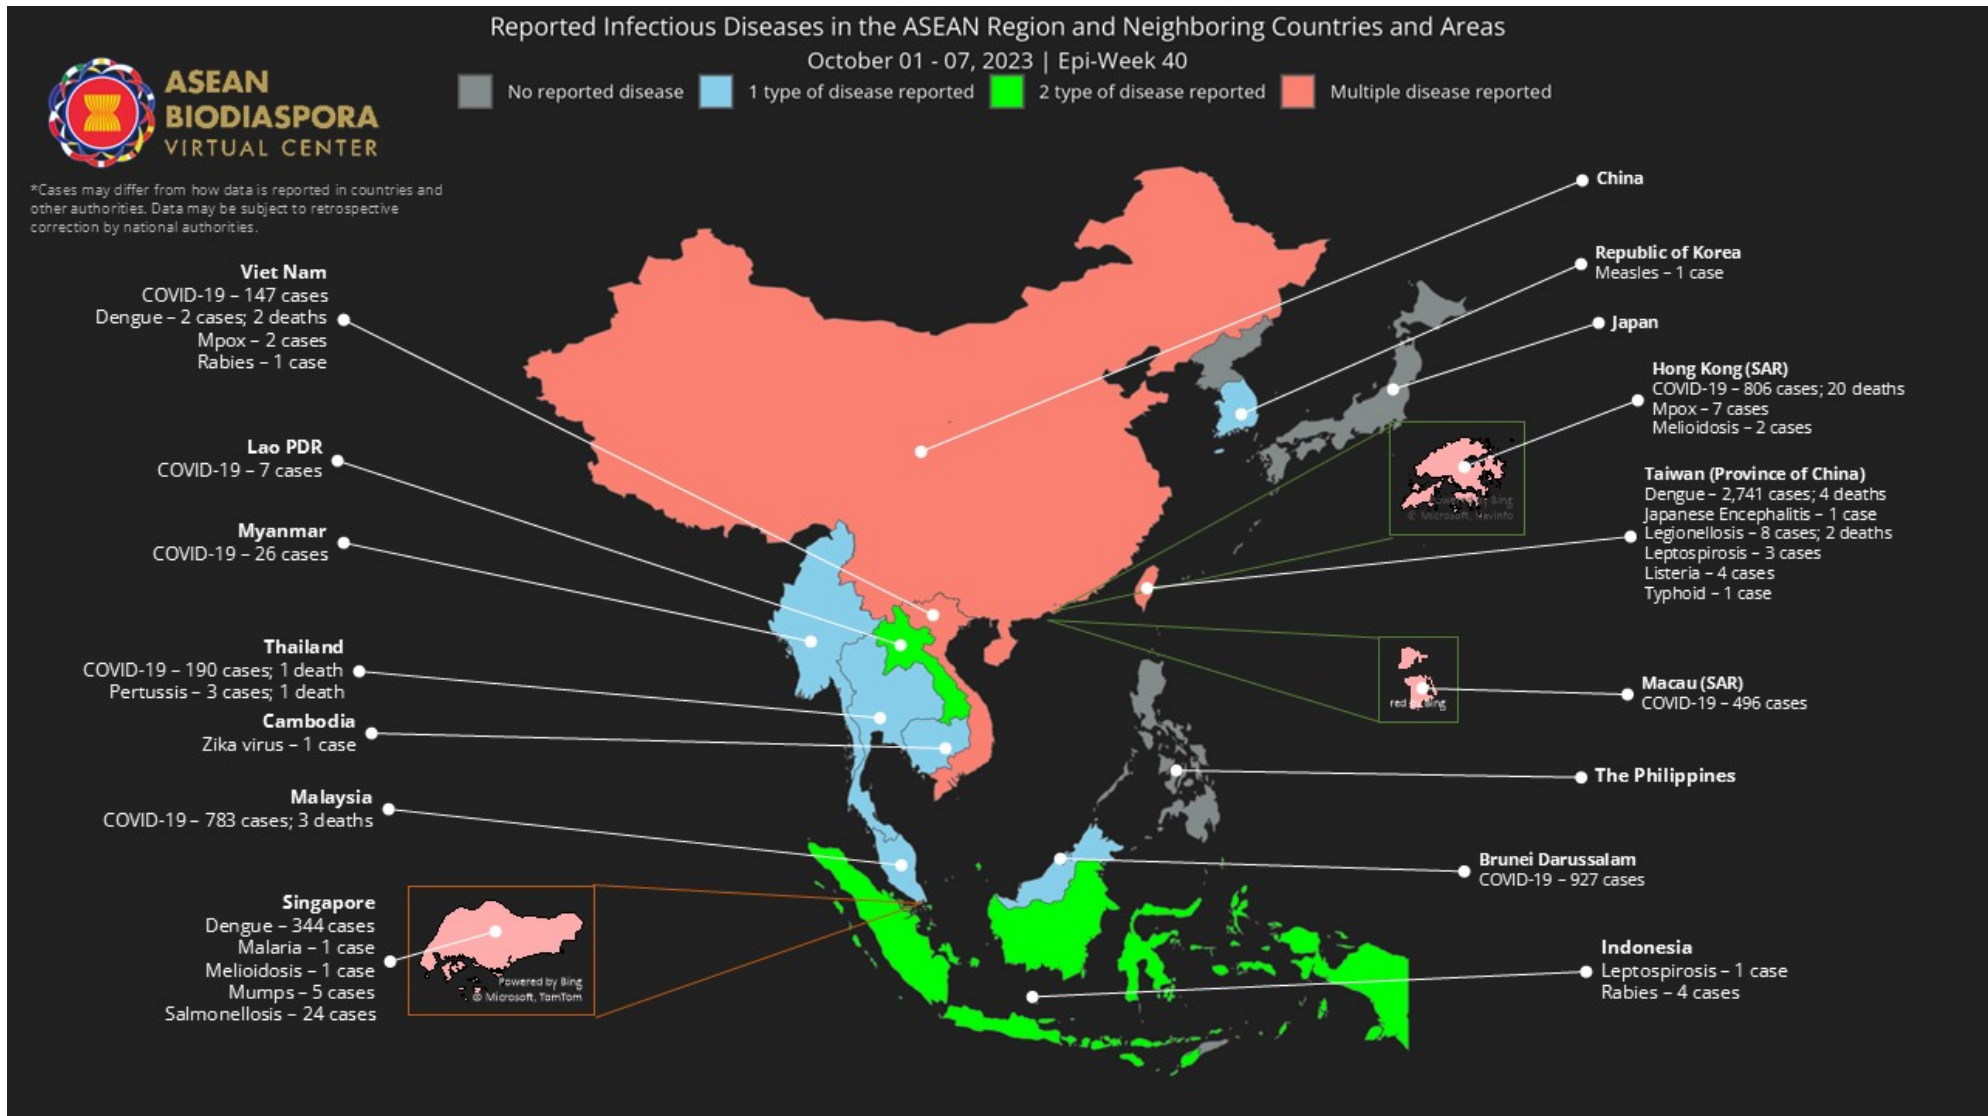 Reported Infectious Diseases in the ASEAN Region and Neighboring Countries and Areas
October 01 - 07, 2023 | Epi-Week 40
No reported disease
1 type of disease reported
2 type of disease reported
Multiple disease reported
ASEAN
BIODIASPORA
VIRTUAL CENTER
*Cases may differ from how data is reported in countries and
other authorities. Data may be subject to retrospective
correction by national authorities.
Viet Nam
COVID-19 – 147 cases
Dengue – 2 cases; 2 deaths
Mpox – 2 cases
Rabies – 1 case
Lao PDR
COVID-19 – 7 cases
Myanmar
COVID-19 – 26 cases
Thailand
COVID-19 – 190 cases; 1 death
Pertussis – 3 cases; 1 death
Cambodia
Zika virus – 1 case
Malaysia
COVID-19 – 783 cases; 3 deaths
Singapore
Dengue – 344 cases
Malaria – 1 case
Melioidosis – 1 case
Mumps – 5 cases
Salmonellosis – 24 cases
Powered by Bing
© Microsoft, TomTom
China
Republic of Korea
Measles – 1 case
Japan
Hong Kong (SAR)
COVID-19 – 806 cases; 20 deaths
Mpox – 7 cases
Melioidosis – 2 cases
Powered by Bing
© Microsoft, Navinfo
Taiwan (Province of China)
Dengue – 2,741 cases; 4 deaths
Japanese Encephalitis – 1 case
Legionellosis – 8 cases; 2 deaths
Leptospirosis – 3 cases
Listeria – 4 cases
Typhoid – 1 case
Macau (SAR)
COVID-19 – 496 cases
red by Bing
The Philippines
Brunei Darussalam
COVID-19 – 927 cases
Indonesia
Leptospirosis – 1 case
Rabies – 4 cases